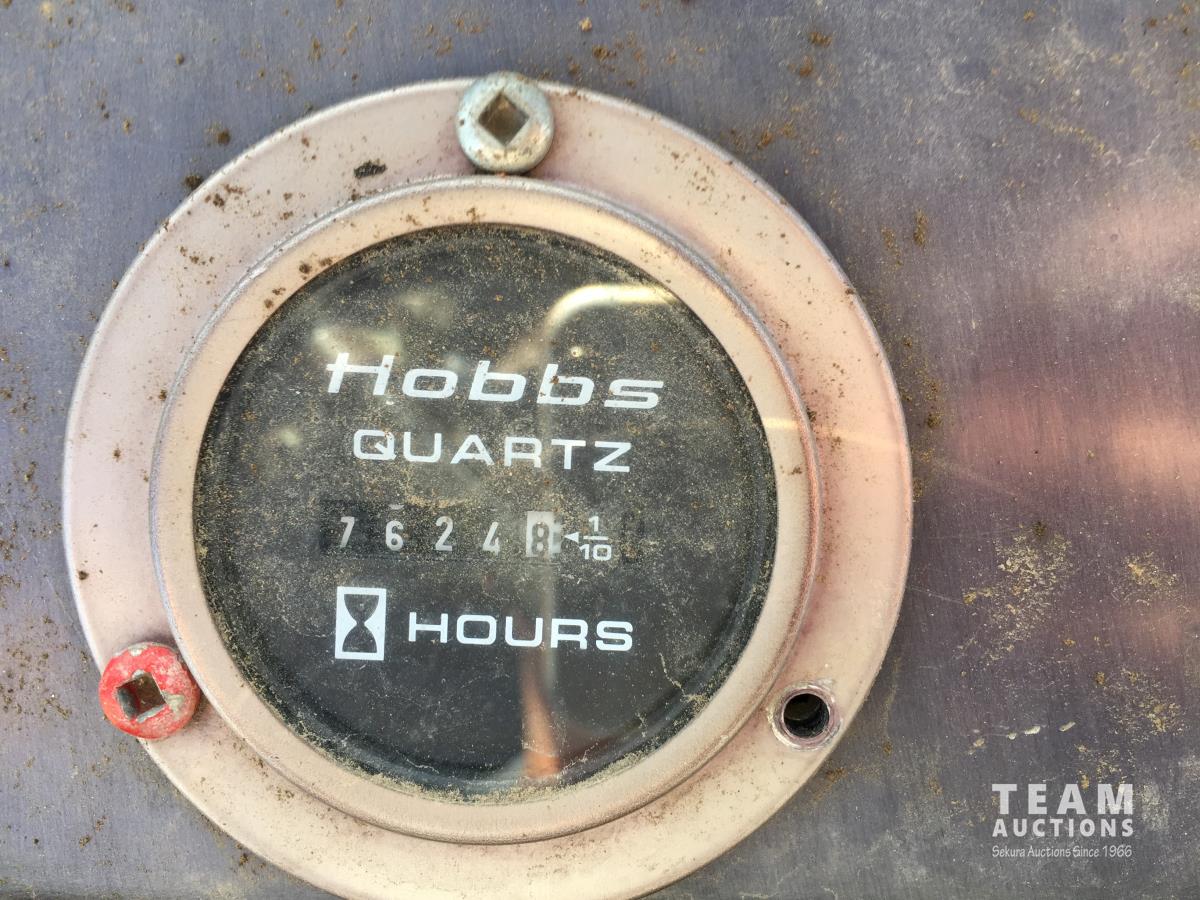 Hobbs
QUARTZ
7 6 2 4 8 ◄ 1/10
HOURS
TEAM
AUCTIONS
Sekura Auctions Since 1966